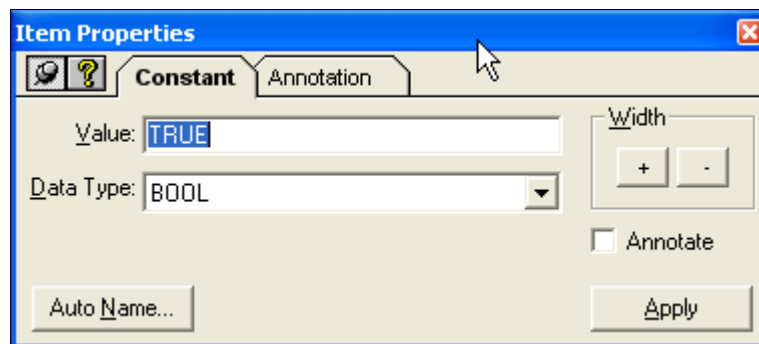 Item Properties
? Constant Annotation
Value: TRUE
Width
+ -
Data Type: BOOL
Annotate
Auto Name... Apply